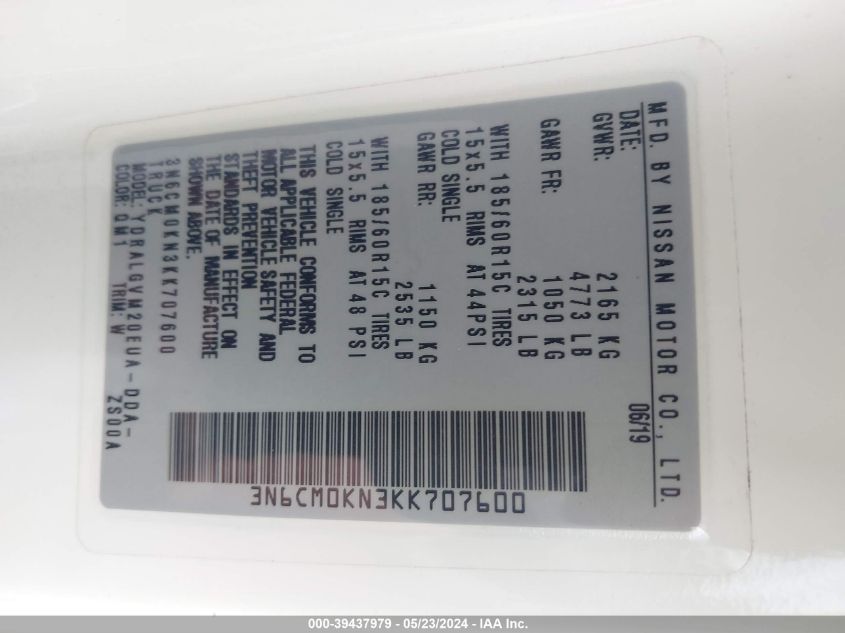 MFD. BY NISSAN MOTOR CO., LTD.
DATE: 06/19
GVWR: 2165 KG
4773 LB
GAWR FR: 1050 KG
2315 LB
WITH 185/60R15C TIRES
15x5.5 RIMS AT 44PSI
COLD SINGLE
GAWR RR: 1150 KG
2535 LB
WITH 185/60R15C TIRES
15x5.5 RIMS AT 48 PSI
COLD SINGLE
THIS VEHICLE CONFORMS TO
ALL APPLICABLE FEDERAL
MOTOR VEHICLE SAFETY AND
THEFT PREVENTION
STANDARDS IN EFFECT ON
THE DATE OF MANUFACTURE
SHOWN ABOVE.
3N6CM0KN3KK707600
TRUCK
MODEL: YDRALGVM20EUA-DDA-
ZS00A
COLOR: QM1 TRIM: W
3N6CM0KN3KK707600
000-39437979 - 05/23/2024 - IAA Inc.